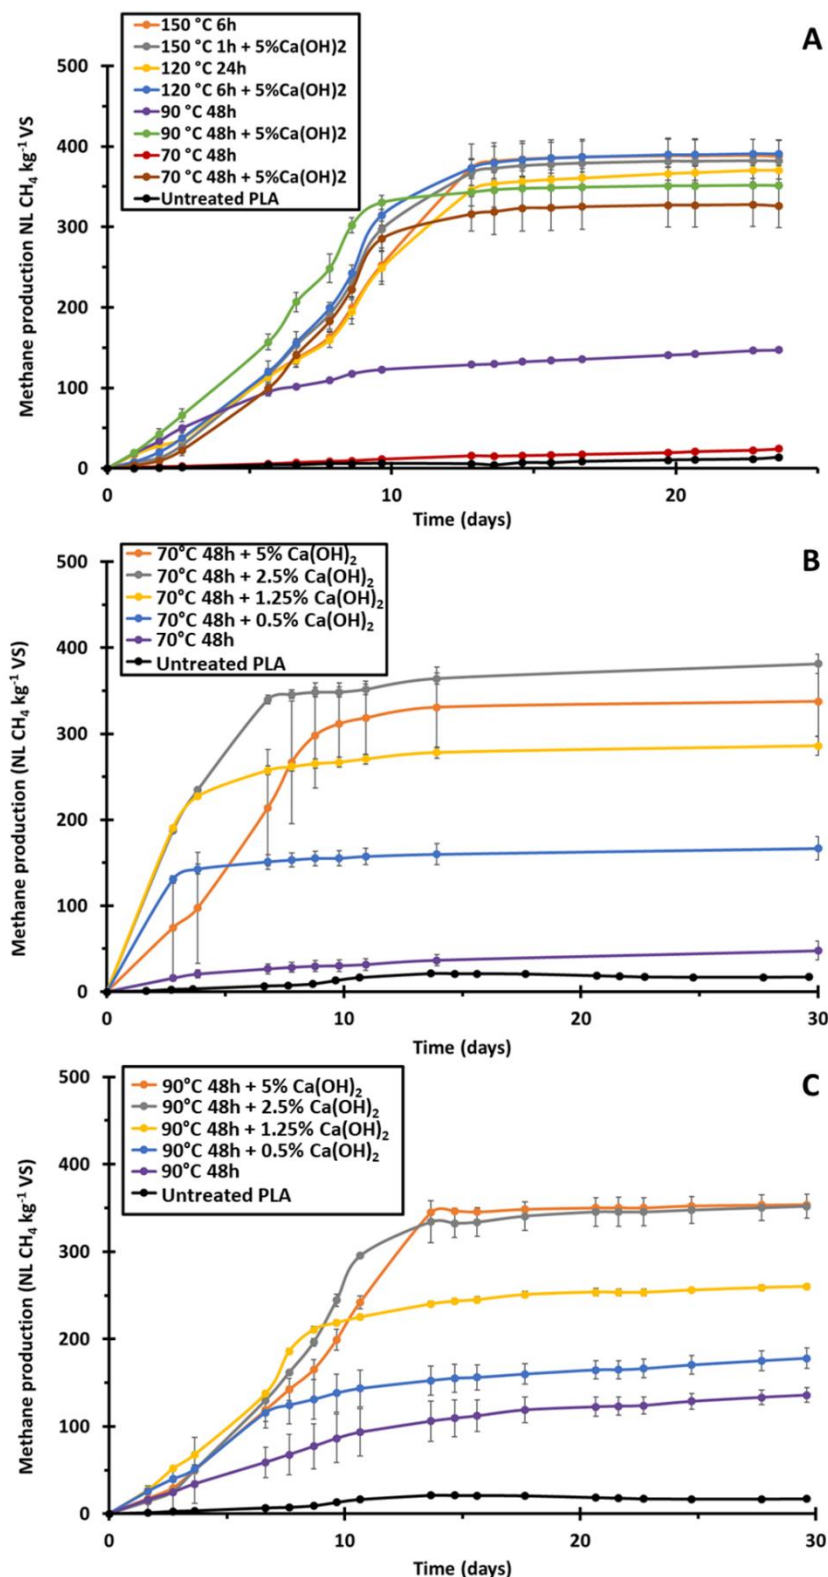 A
150 °C 6h
150 °C 1h + 5%Ca(OH)2
120 °C 24h
120 °C 6h + 5%Ca(OH)2
90 °C 48h
90 °C 48h + 5%Ca(OH)2
70 °C 48h
70 °C 48h + 5%Ca(OH)2
Untreated PLA
Methane production NL CH₄ kg⁻¹ VS
500
400
300
200
100
0
0 10 20
Time (days)
B
70°C 48h + 5% Ca(OH)₂
70°C 48h + 2.5% Ca(OH)₂
70°C 48h + 1.25% Ca(OH)₂
70°C 48h + 0.5% Ca(OH)₂
70°C 48h
Untreated PLA
Methane production (NL CH₄ kg⁻¹ VS)
500
400
300
200
100
0
0 10 20 30
Time (days)
C
90°C 48h + 5% Ca(OH)₂
90°C 48h + 2.5% Ca(OH)₂
90°C 48h + 1.25% Ca(OH)₂
90°C 48h + 0.5% Ca(OH)₂
90°C 48h
Untreated PLA
Methane production (NL CH₄ kg⁻¹ VS)
500
400
300
200
100
0
0 10 20 30
Time (days)